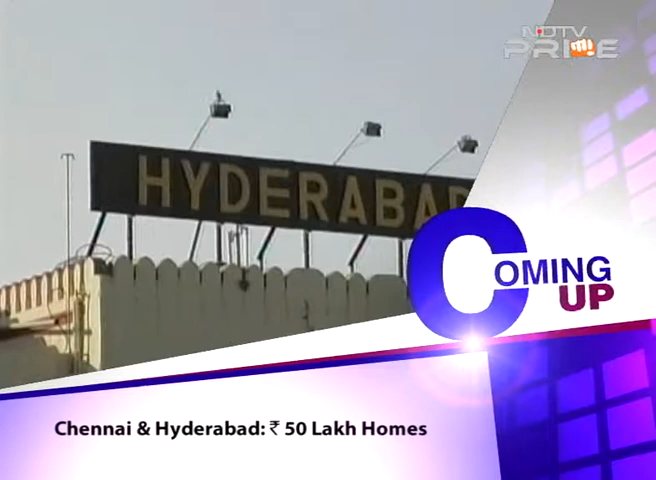 NDTV
PRIME
HYDERABAD
COMING
UP
Chennai & Hyderabad: ₹ 50 Lakh Homes